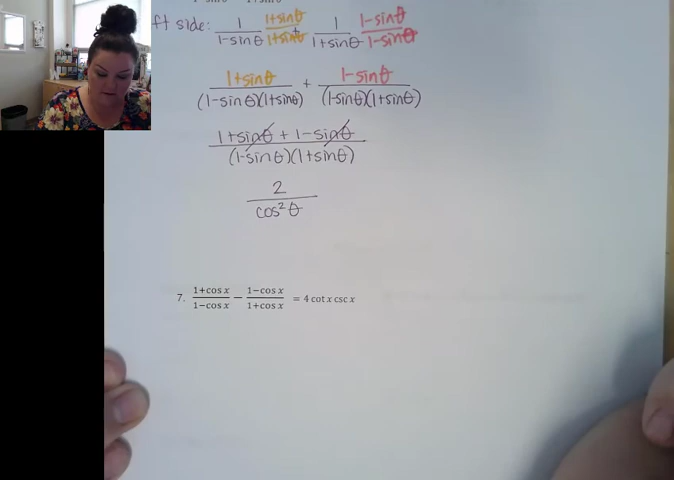 ft side: 1/(1-sinθ) (1+sinθ)/(1+sinθ) + 1/(1+sinθ) (1-sinθ)/(1-sinθ)
(1+sinθ)/((1-sinθ)(1+sinθ)) + (1-sinθ)/((1-sinθ)(1+sinθ))
(1+sinθ + 1-sinθ)/((1-sinθ)(1+sinθ))
2/cos²θ
7. (1+cos x)/(1−cos x) − (1−cos x)/(1+cos x) = 4 cot x csc x